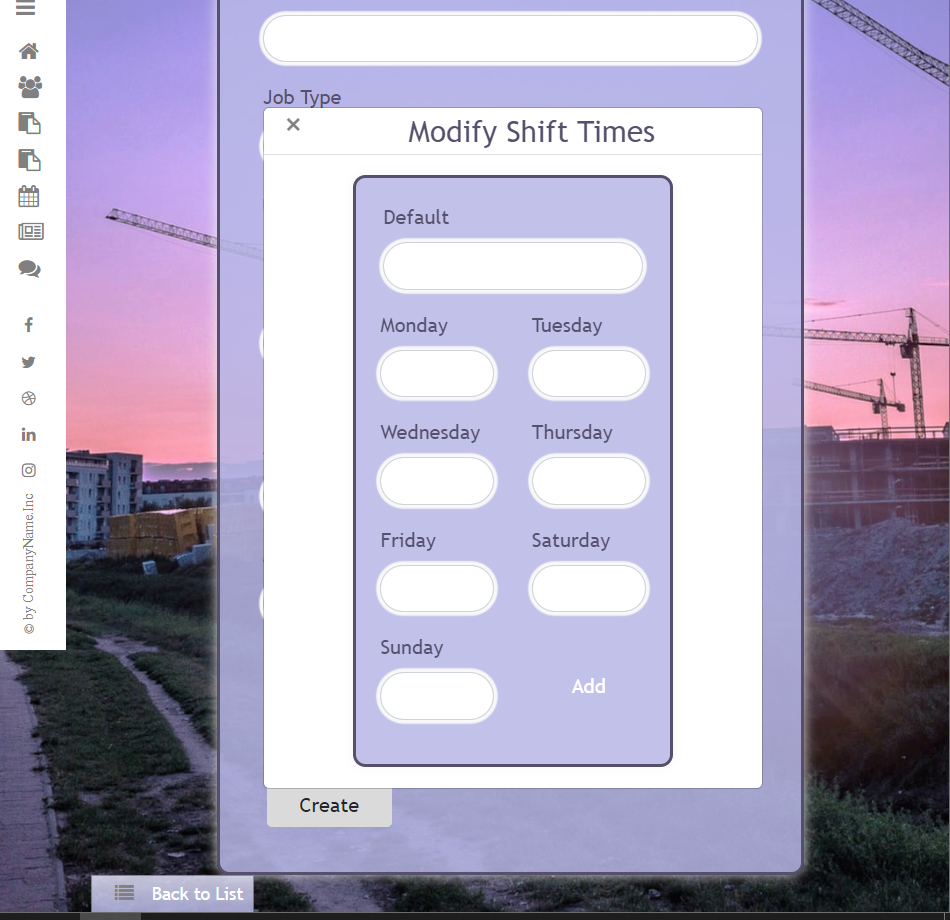 Job Type
×
Modify Shift Times
Default
Monday
Tuesday
Wednesday
Thursday
Friday
Saturday
Sunday
Add
Create
Back to List
© by CompanyName.Inc